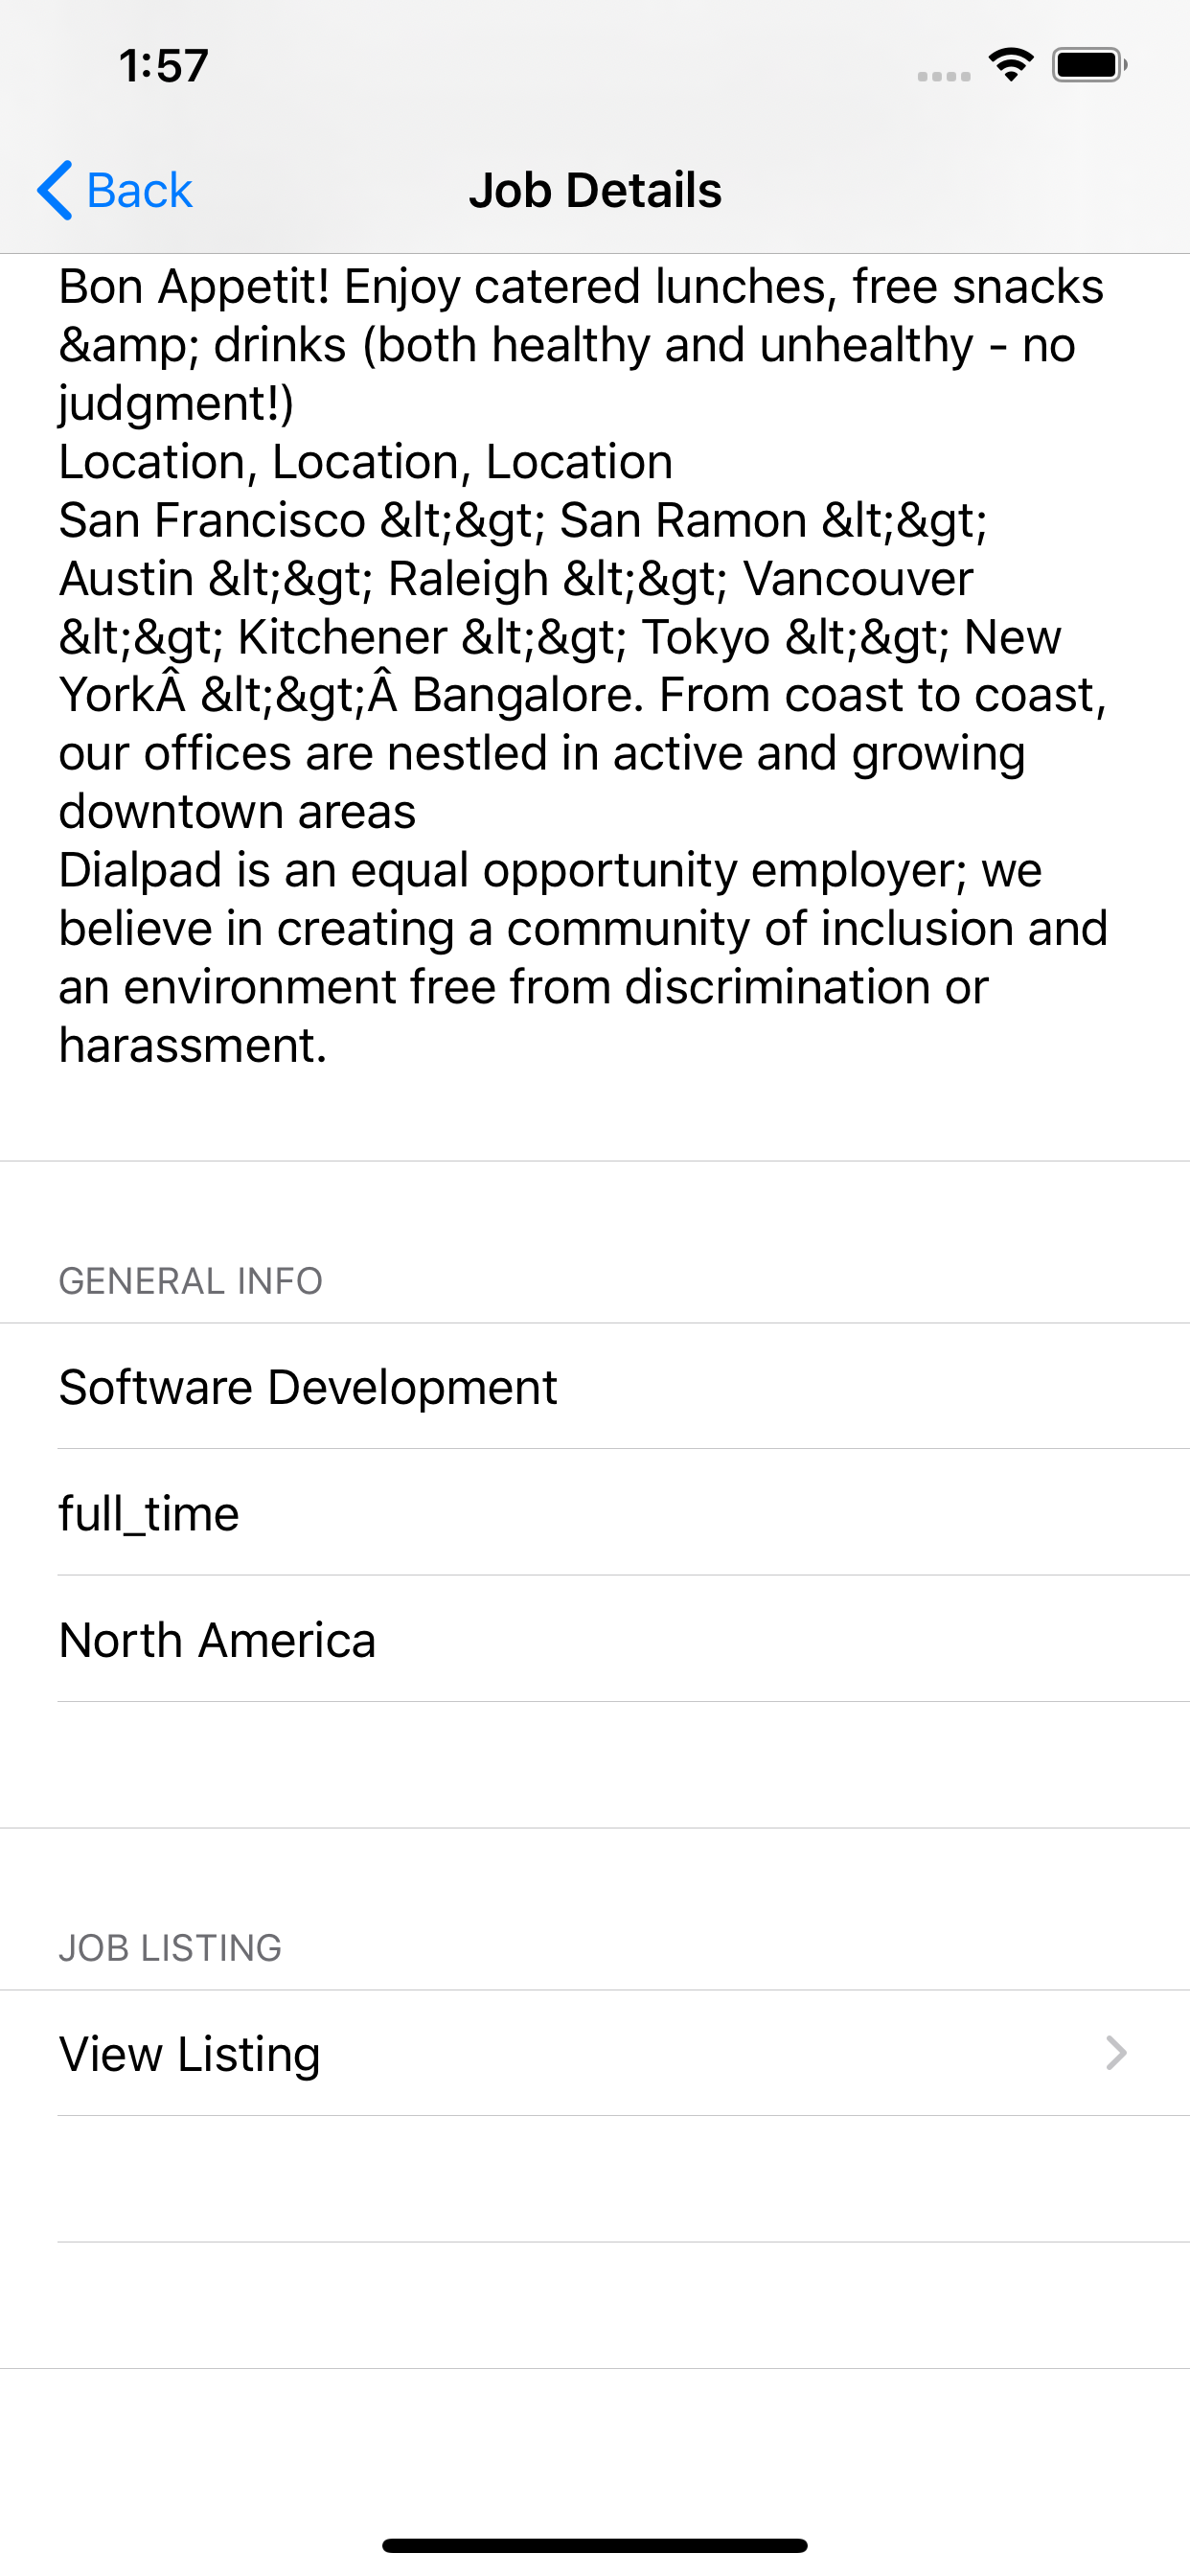 1:57
Back
Job Details
Bon Appetit! Enjoy catered lunches, free snacks
&amp; drinks (both healthy and unhealthy - no
judgment!)
Location, Location, Location
San Francisco &lt;&gt; San Ramon &lt;&gt;
Austin &lt;&gt; Raleigh &lt;&gt; Vancouver
&lt;&gt; Kitchener &lt;&gt; Tokyo &lt;&gt; New
YorkÂ &lt;&gt;Â Bangalore. From coast to coast,
our offices are nestled in active and growing
downtown areas
Dialpad is an equal opportunity employer; we
believe in creating a community of inclusion and
an environment free from discrimination or
harassment.
GENERAL INFO
Software Development
full_time
North America
JOB LISTING
View Listing